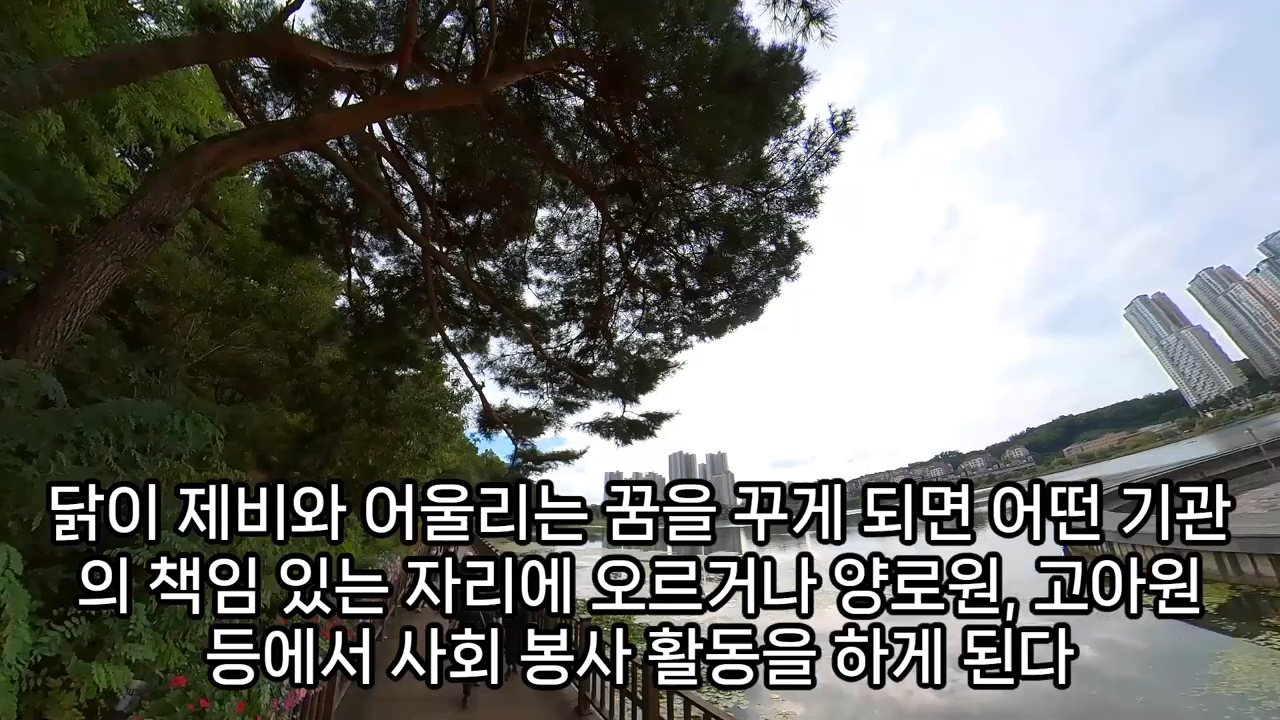 닭이 제비와 어울리는 꿈을 꾸게 되면 어떤 기관
의 책임 있는 자리에 오르거나 양로원, 고아원
등에서 사회 봉사 활동을 하게 된다